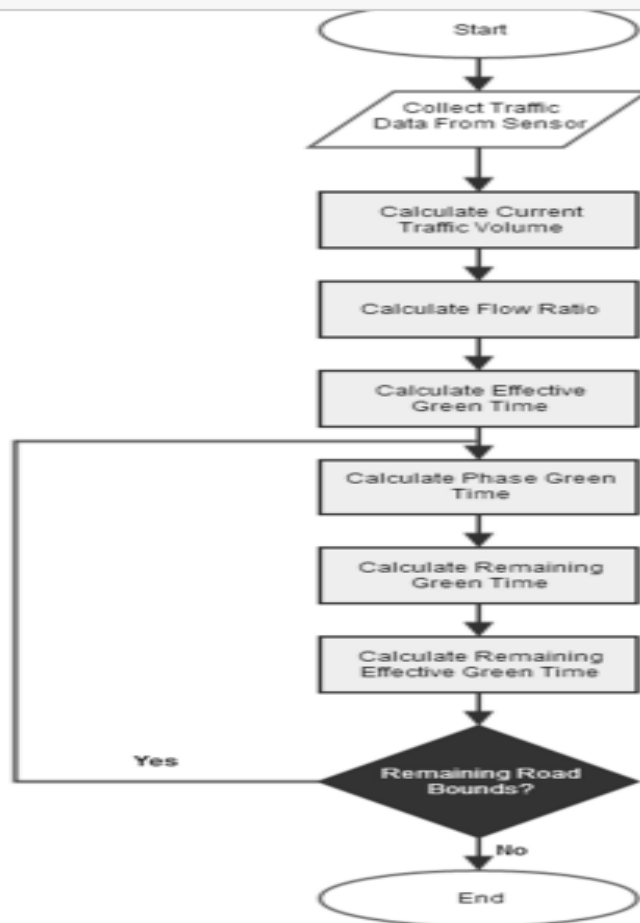 Start
Collect Traffic
Data From Sensor
Calculate Current
Traffic Volume
Calculate Flow Ratio
Calculate Effective
Green Time
Calculate Phase Green
Time
Calculate Remaining
Green Time
Calculate Remaining
Effective Green Time
Yes
Remaining Road
Bounds?
No
End